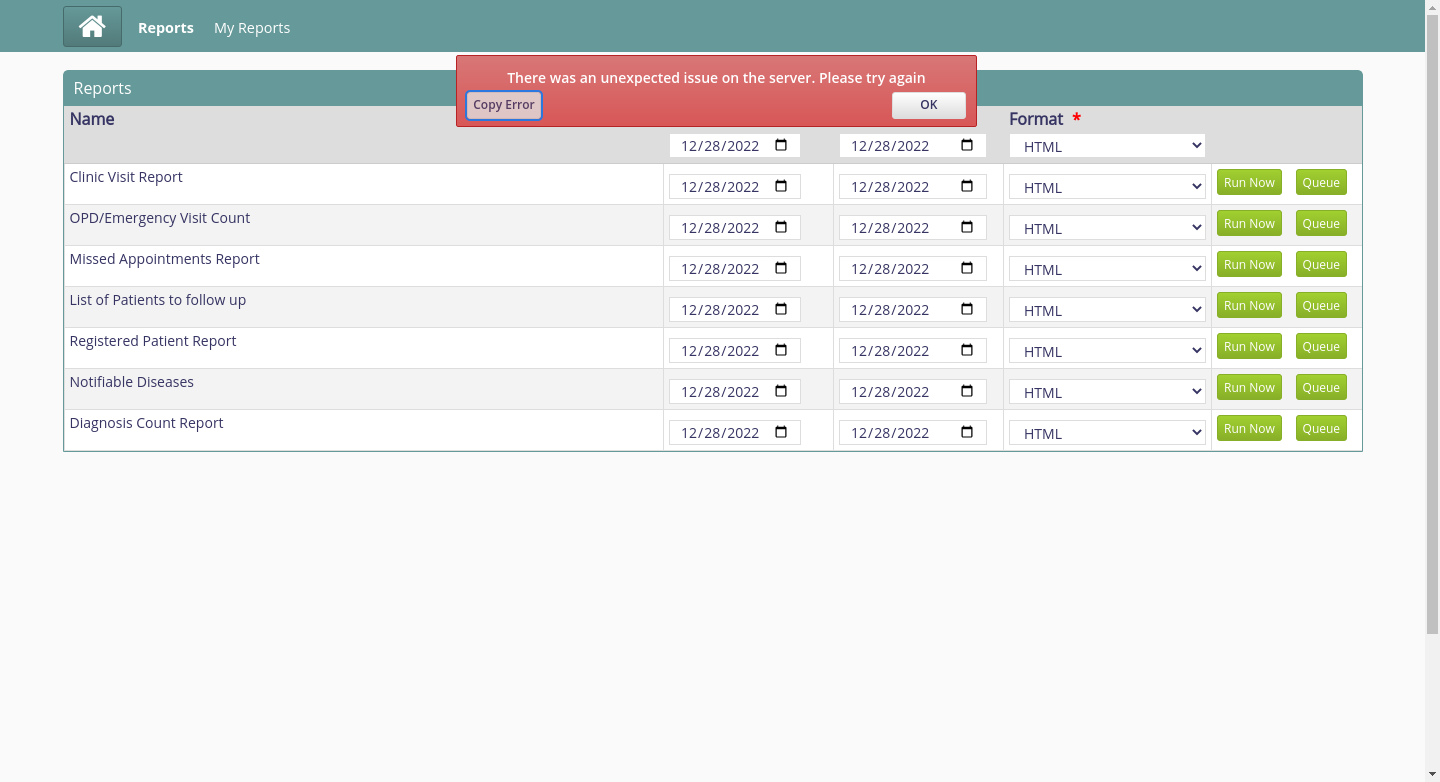 Reports My Reports
There was an unexpected issue on the server. Please try again
Copy Error OK
Reports
Name Format *
12/28/2022 12/28/2022 HTML
Clinic Visit Report 12/28/2022 12/28/2022 HTML Run Now Queue
OPD/Emergency Visit Count 12/28/2022 12/28/2022 HTML Run Now Queue
Missed Appointments Report 12/28/2022 12/28/2022 HTML Run Now Queue
List of Patients to follow up 12/28/2022 12/28/2022 HTML Run Now Queue
Registered Patient Report 12/28/2022 12/28/2022 HTML Run Now Queue
Notifiable Diseases 12/28/2022 12/28/2022 HTML Run Now Queue
Diagnosis Count Report 12/28/2022 12/28/2022 HTML Run Now Queue